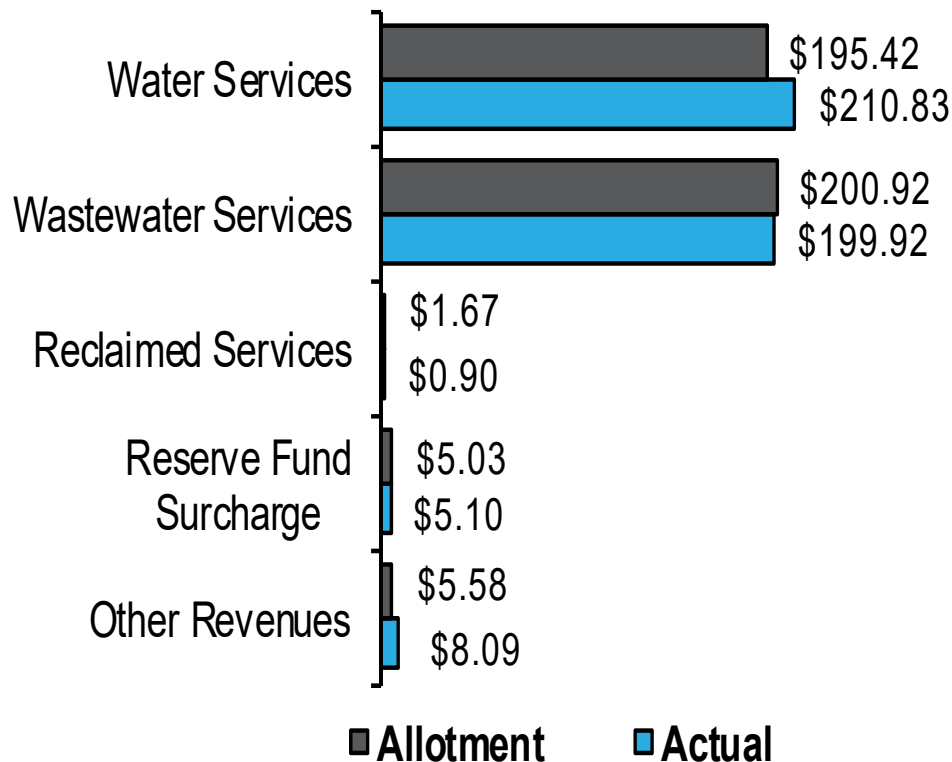 Water Services
$195.42
$210.83
Wastewater Services
$200.92
$199.92
Reclaimed Services
$1.67
$0.90
Reserve Fund
Surcharge
$5.03
$5.10
Other Revenues
$5.58
$8.09
Allotment
Actual